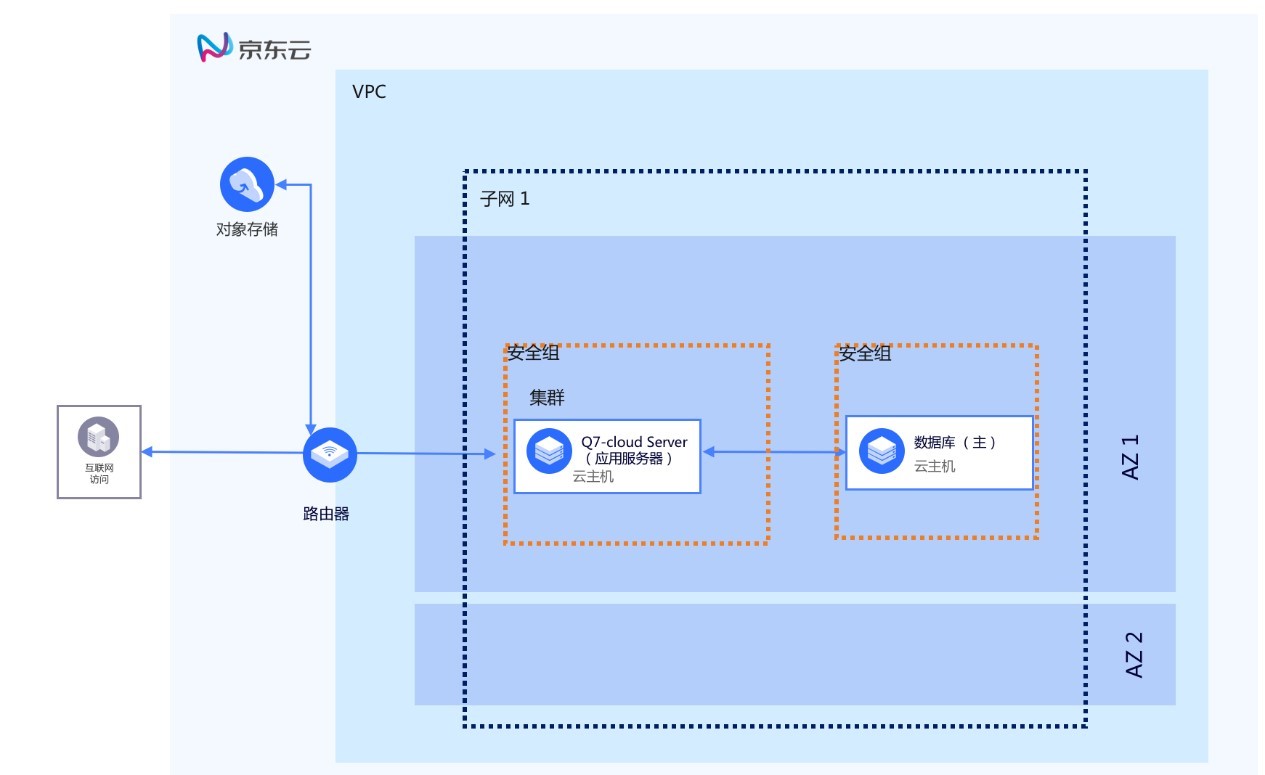 京东云
VPC
对象存储
子网 1
安全组
安全组
集群
Q7-cloud Server
（应用服务器）
云主机
数据库（主）
云主机
AZ 1
互联网
访问
路由器
AZ 2